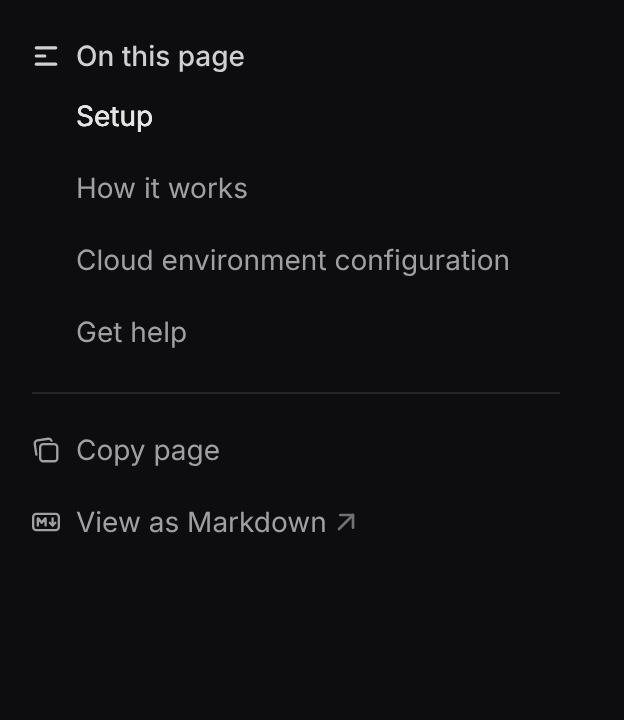 On this page
Setup
How it works
Cloud environment configuration
Get help
Copy page
View as Markdown